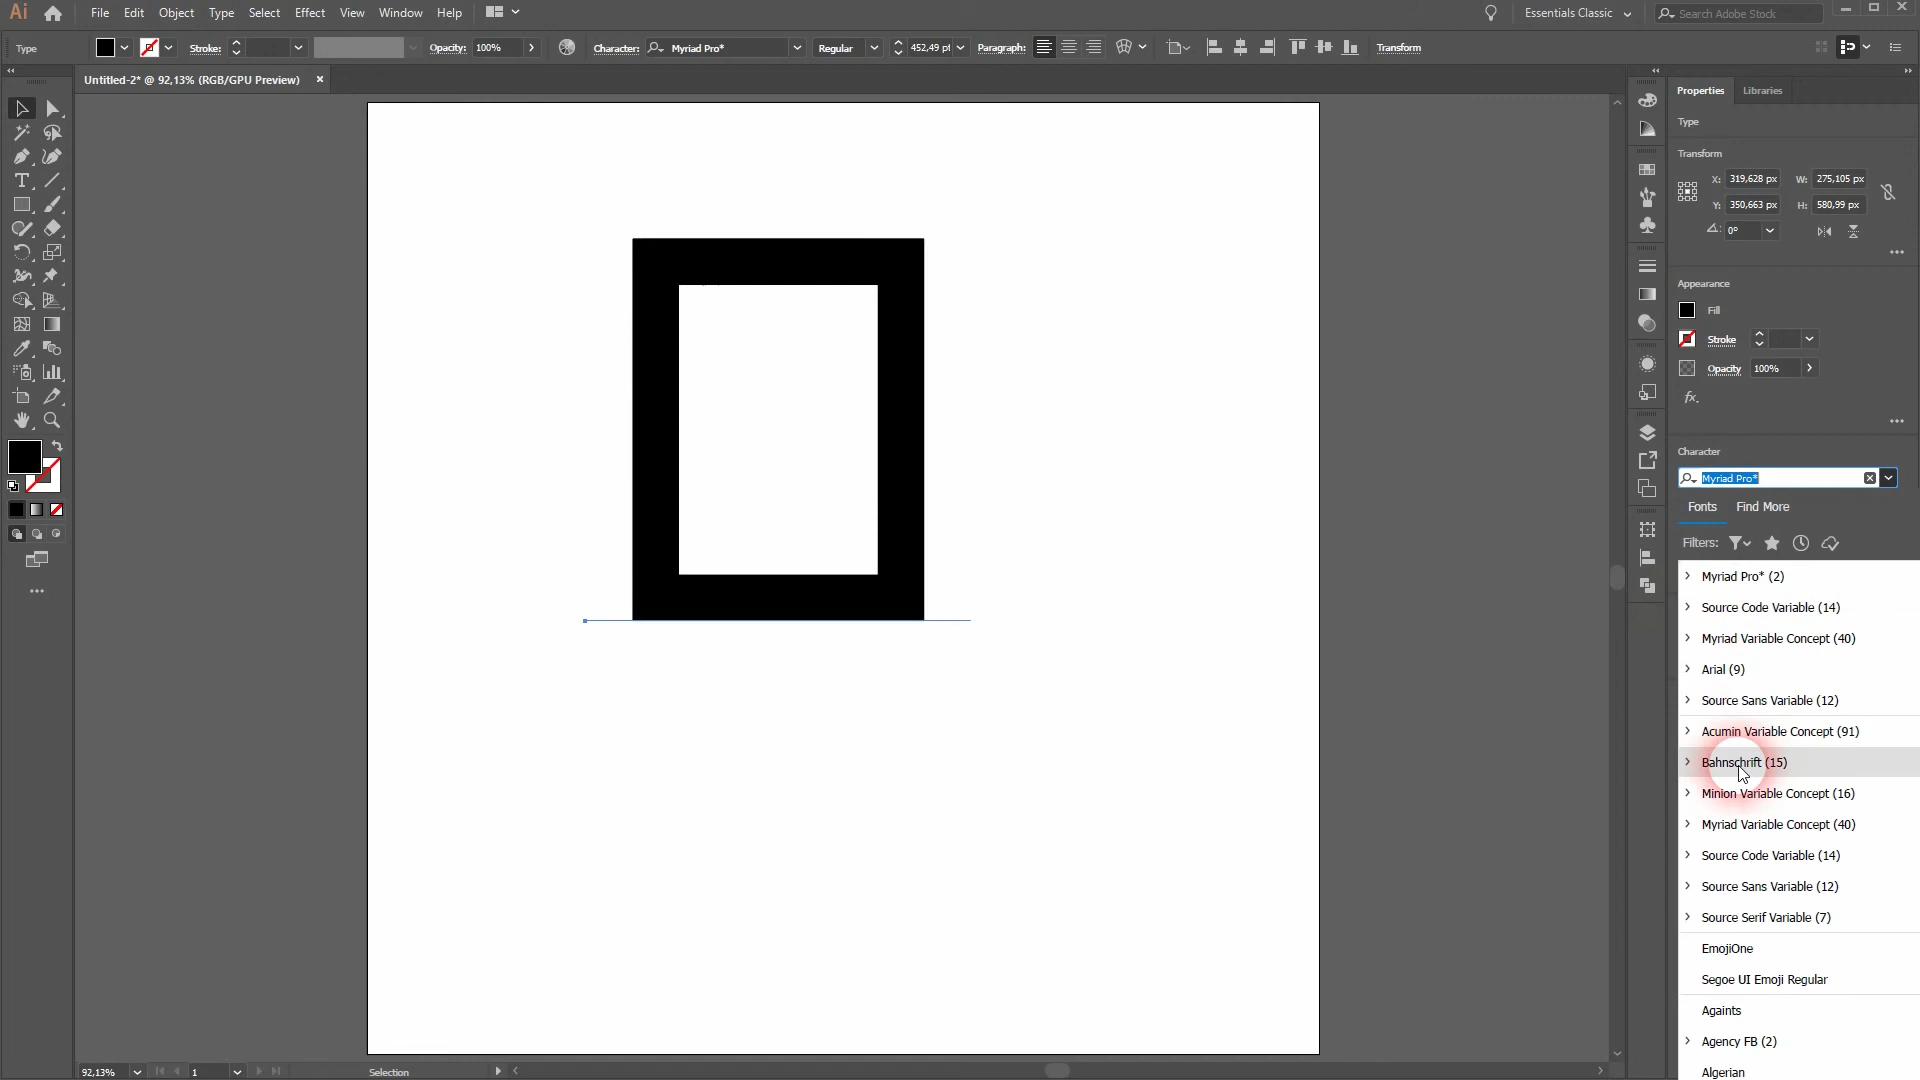 Ai
File Edit Object Type Select Effect View Window Help
Essentials Classic
Search Adobe Stock
Type
Stroke:
Opacity: 100%
Character: Myriad Pro* Regular 452,49 pt
Paragraph:
Transform
Untitled-2* @ 92,13% (RGB/GPU Preview)
Properties Libraries
Type
Transform
X: 319,628 px W: 275,105 px
Y: 350,663 px H: 580,99 px
0°
Appearance
Fill
Stroke
Opacity 100%
fx.
Character
Myriad Pro*
Fonts Find More
Filters:
Myriad Pro* (2)
Source Code Variable (14)
Myriad Variable Concept (40)
Arial (9)
Source Sans Variable (12)
Acumin Variable Concept (91)
Bahnschrift (15)
Minion Variable Concept (16)
Myriad Variable Concept (40)
Source Code Variable (14)
Source Sans Variable (12)
Source Serif Variable (7)
EmojiOne
Segoe UI Emoji Regular
Againts
Agency FB (2)
Algerian
92,13% 1 Selection